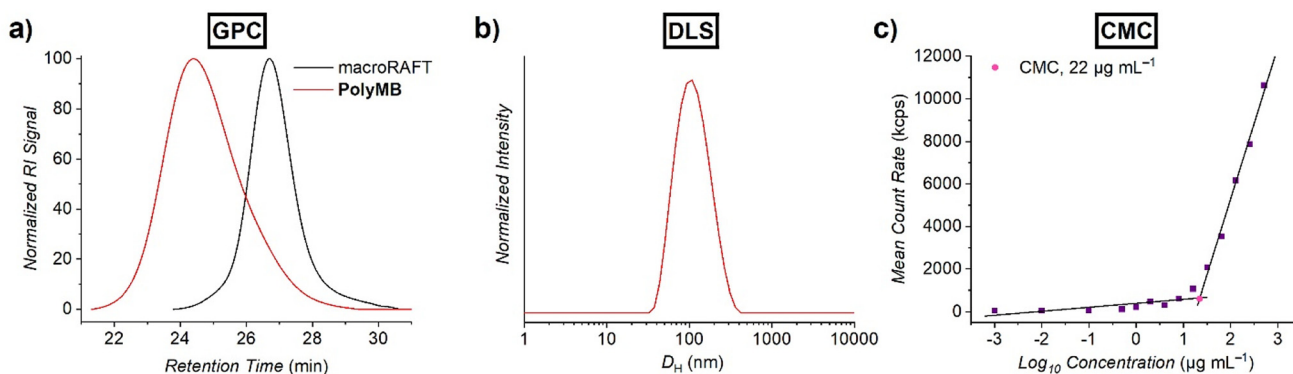 a)
GPC
Normalized RI Signal
100
80
60
40
20
0
macroRAFT
PolyMB
22 24 26 28 30
Retention Time (min)
b)
DLS
Normalized Intensity
1 10 100 1000 10000
D_H (nm)
c)
CMC
Mean Count Rate (kcps)
12000
10000
8000
6000
4000
2000
0
CMC, 22 µg mL⁻¹
-3 -2 -1 0 1 2 3
Log₁₀ Concentration (µg mL⁻¹)